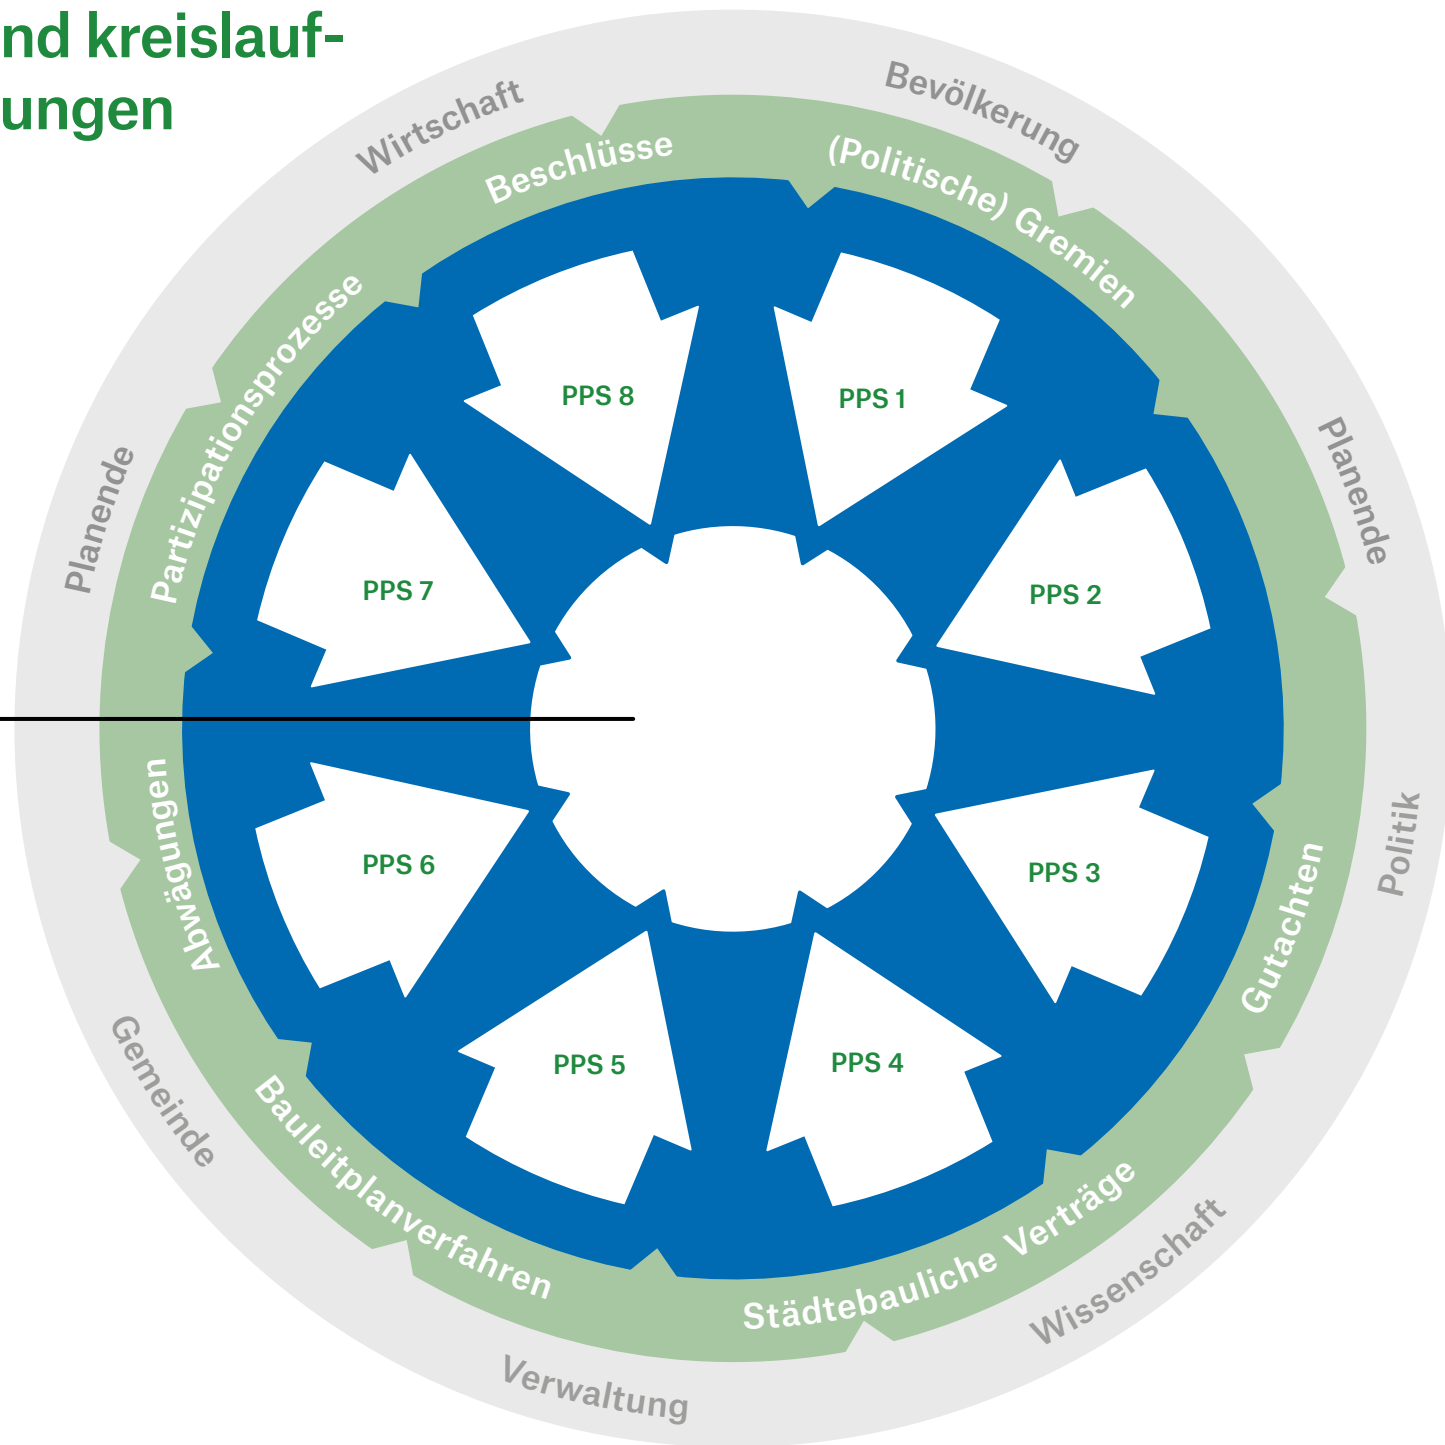 nd kreislauf-
ungen
Wirtschaft
Bevölkerung
Planende
Politik
Wissenschaft
Verwaltung
Gemeinde
Planende
Beschlüsse
(Politische) Gremien
Gutachten
Städtebauliche Verträge
Bauleitplanverfahren
Abwägungen
Partizipationsprozesse
PPS 1
PPS 2
PPS 3
PPS 4
PPS 5
PPS 6
PPS 7
PPS 8